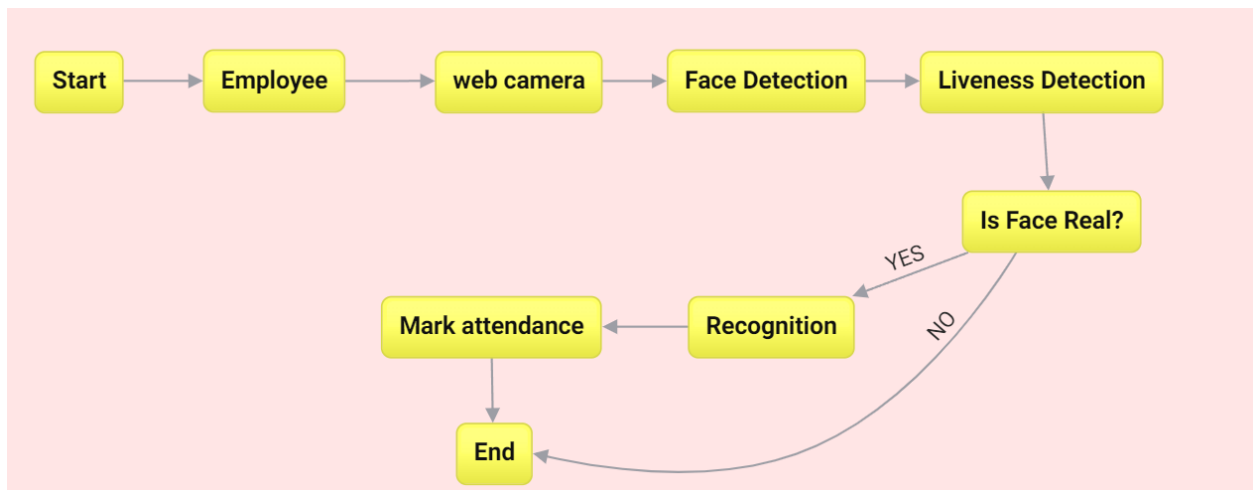 Start
Employee
web camera
Face Detection
Liveness Detection
Is Face Real?
YES
NO
Recognition
Mark attendance
End